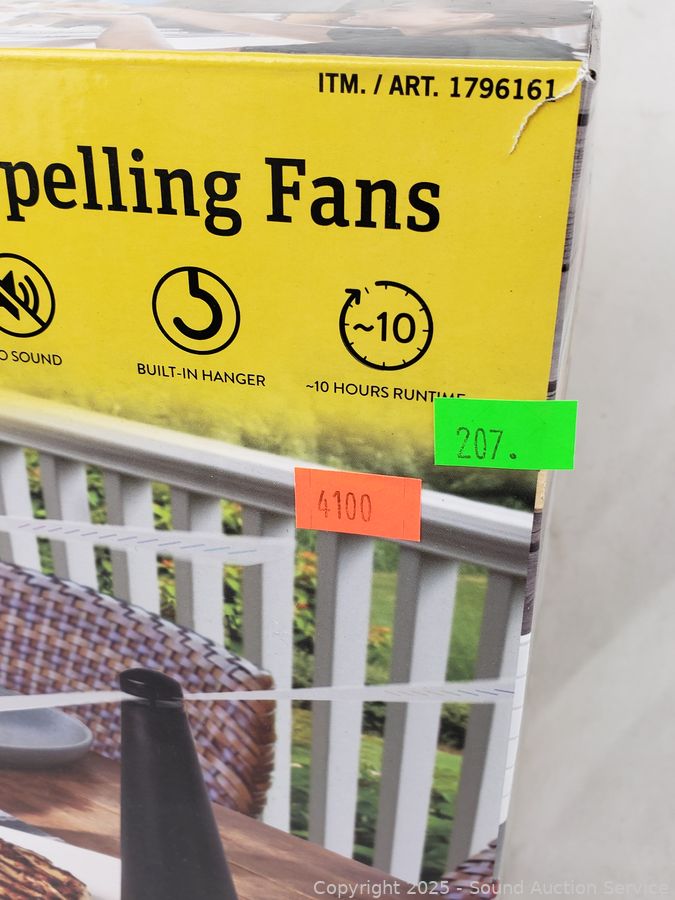 ITM. / ART. 1796161
pelling Fans
~10
O SOUND
BUILT-IN HANGER
~10 HOURS RUNTIME
207.
4100
Copyright 2025 - Sound Auction Service